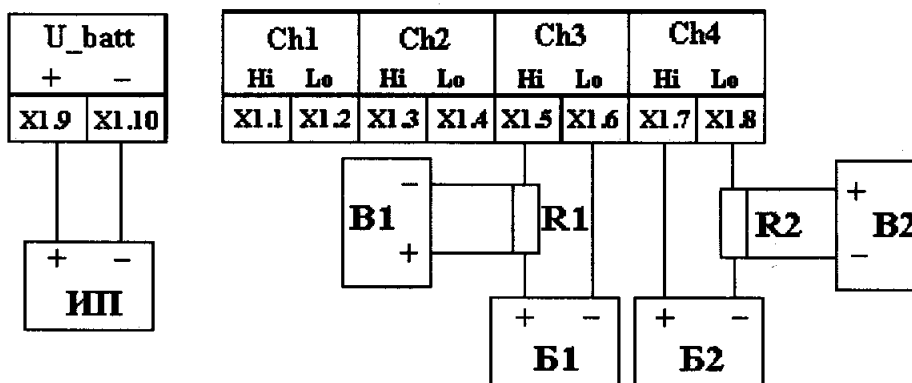 U_batt
+ −
X1.9 X1.10
Ch1 Ch2 Ch3 Ch4
Hi Lo Hi Lo Hi Lo Hi Lo
X1.1 X1.2 X1.3 X1.4 X1.5 X1.6 X1.7 X1.8
−
B1
+
R1
R2
+
B2
−
+ −
ИП
+ −
Б1
+ −
Б2